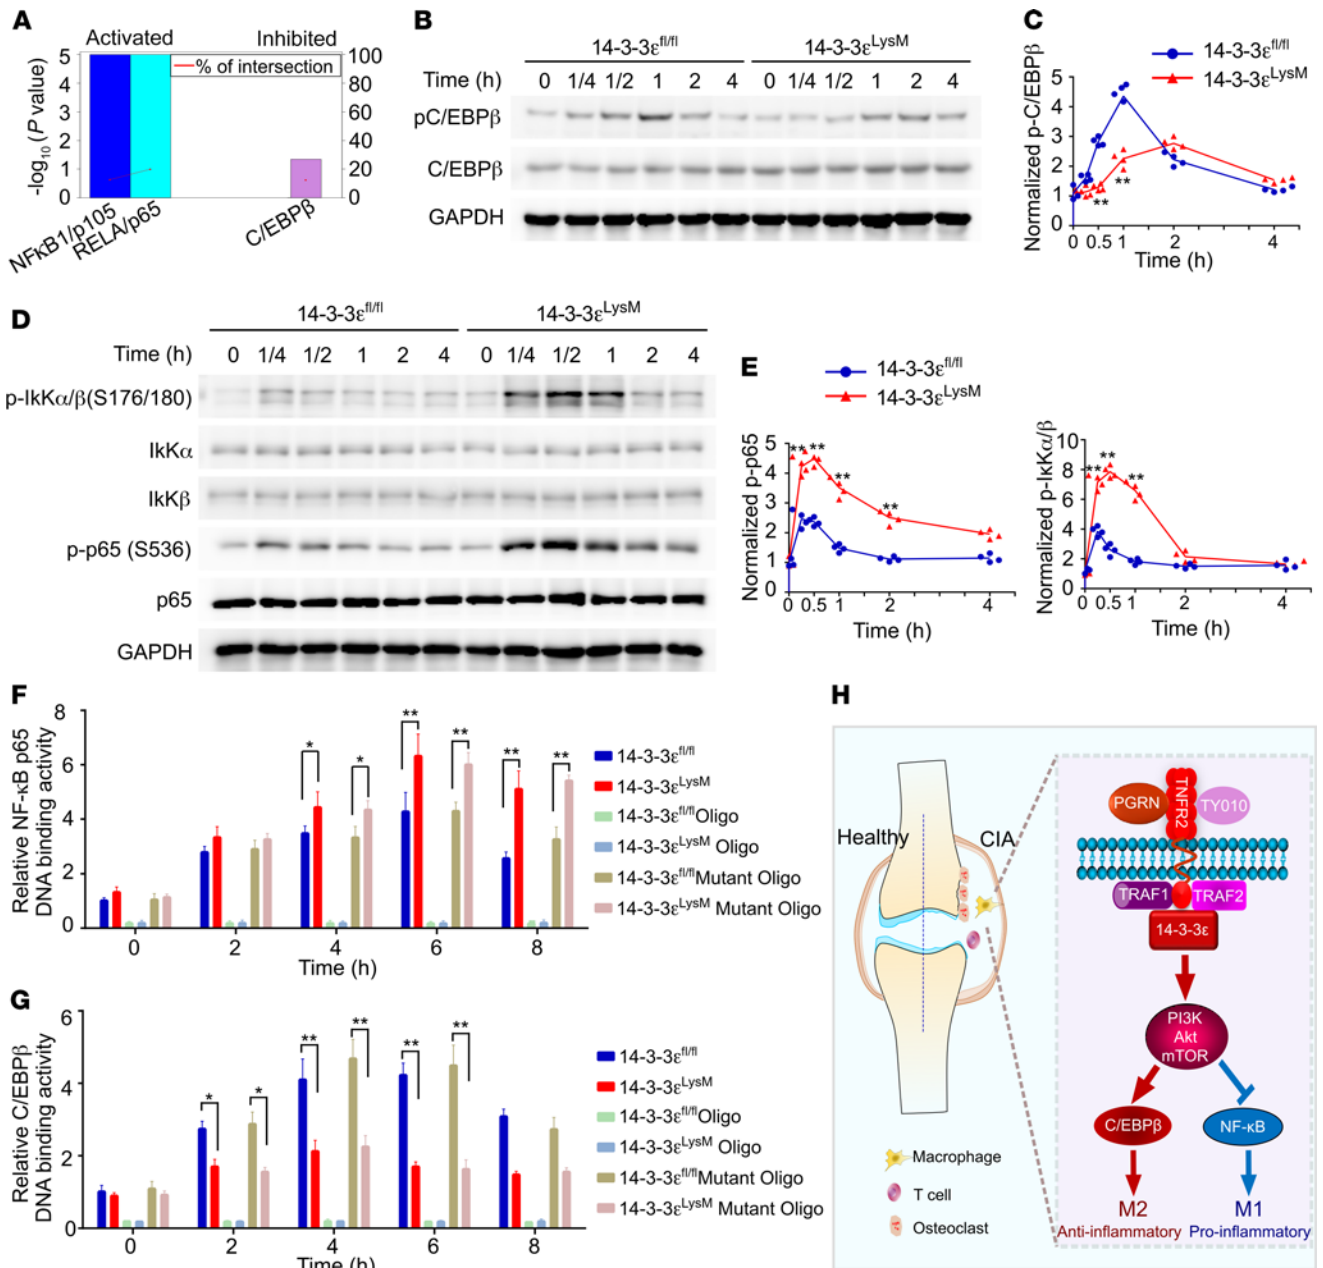 A
Activated
Inhibited
-log10 (P value)
5
4
3
2
1
0
% of intersection
100
80
60
40
20
0
NFκB1/p105
RELA/p65
C/EBPβ
B
14-3-3εfl/fl
14-3-3εLysM
Time (h) 0 1/4 1/2 1 2 4 0 1/4 1/2 1 2 4
pC/EBPβ
C/EBPβ
GAPDH
C
14-3-3εfl/fl
14-3-3εLysM
Normalized p-C/EBPβ
5
4
3
2
1
0
**
**
0 0.5 1 2 4
Time (h)
D
14-3-3εfl/fl
14-3-3εLysM
Time (h) 0 1/4 1/2 1 2 4 0 1/4 1/2 1 2 4
p-IkKα/β(S176/180)
IkKα
IkKβ
p-p65 (S536)
p65
GAPDH
E
14-3-3εfl/fl
14-3-3εLysM
Normalized p-p65
5
4
3
2
1
0
** ** ** **
0 0.5 1 2 4
Time (h)
Normalized p-IκKα/β
10
8
6
4
2
0
** ** **
0 0.5 1 2 4
Time (h)
F
Relative NF-κB p65
DNA binding activity
8
6
4
2
0
* * ** ** ** **
0 2 4 6 8
Time (h)
14-3-3εfl/fl
14-3-3εLysM
14-3-3εfl/flOligo
14-3-3εLysM Oligo
14-3-3εfl/flMutant Oligo
14-3-3εLysM Mutant Oligo
G
Relative C/EBPβ
DNA binding activity
6
4
2
0
* * ** ** ** **
0 2 4 6 8
Time (h)
14-3-3εfl/fl
14-3-3εLysM
14-3-3εfl/flOligo
14-3-3εLysM Oligo
14-3-3εfl/flMutant Oligo
14-3-3εLysM Mutant Oligo
H
Healthy
CIA
Macrophage
T cell
Osteoclast
PGRN
TNFR2
TY010
TRAF1
TRAF2
14-3-3ε
PI3K
Akt
mTOR
C/EBPβ
NF-κB
M2
M1
Anti-inflammatory
Pro-inflammatory